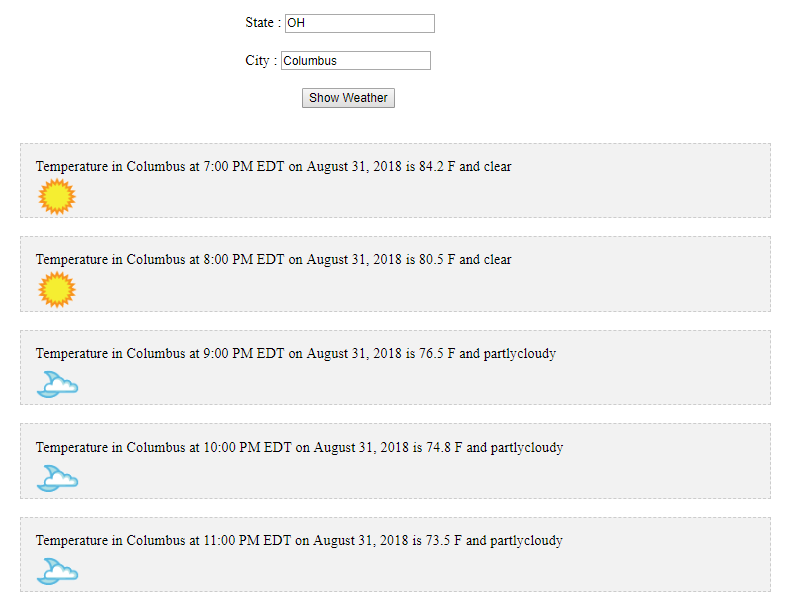 State : OH
City : Columbus
Show Weather
Temperature in Columbus at 7:00 PM EDT on August 31, 2018 is 84.2 F and clear
Temperature in Columbus at 8:00 PM EDT on August 31, 2018 is 80.5 F and clear
Temperature in Columbus at 9:00 PM EDT on August 31, 2018 is 76.5 F and partlycloudy
Temperature in Columbus at 10:00 PM EDT on August 31, 2018 is 74.8 F and partlycloudy
Temperature in Columbus at 11:00 PM EDT on August 31, 2018 is 73.5 F and partlycloudy